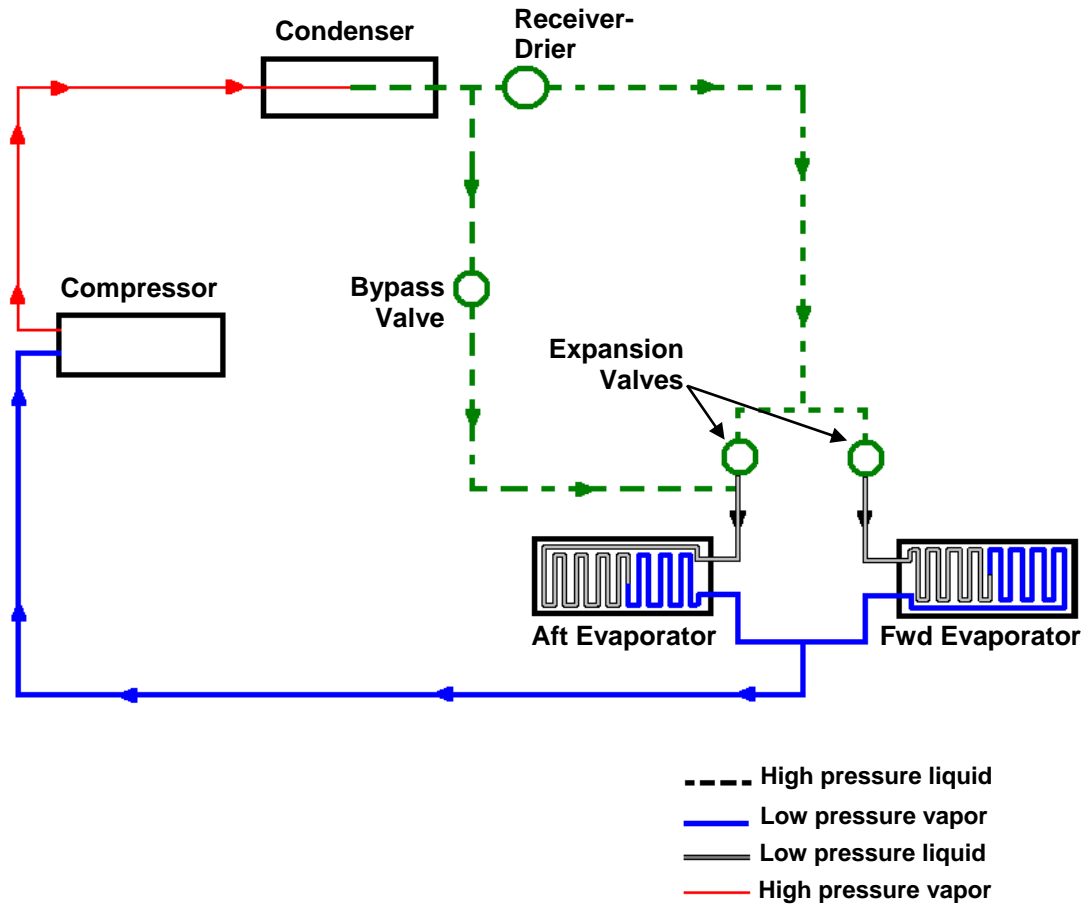 Receiver-
Drier
Condenser
Compressor
Bypass
Valve
Expansion
Valves
Aft Evaporator
Fwd Evaporator
High pressure liquid
Low pressure vapor
Low pressure liquid
High pressure vapor